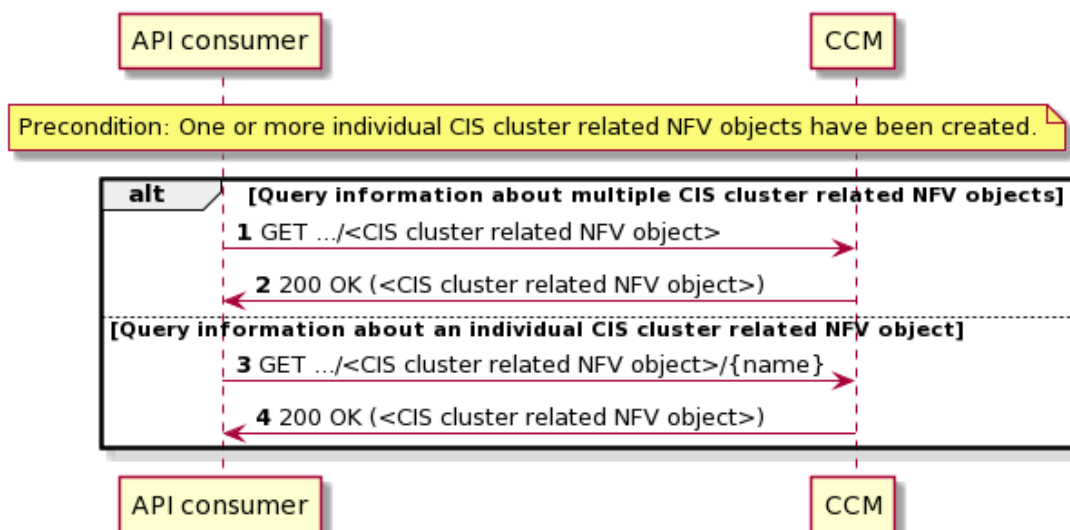 API consumer
CCM
Precondition: One or more individual CIS cluster related NFV objects have been created.
alt
[Query information about multiple CIS cluster related NFV objects]
1 GET .../<CIS cluster related NFV object>
2 200 OK (<CIS cluster related NFV object>)
[Query information about an individual CIS cluster related NFV object]
3 GET .../<CIS cluster related NFV object>/{name}
4 200 OK (<CIS cluster related NFV object>)
API consumer
CCM